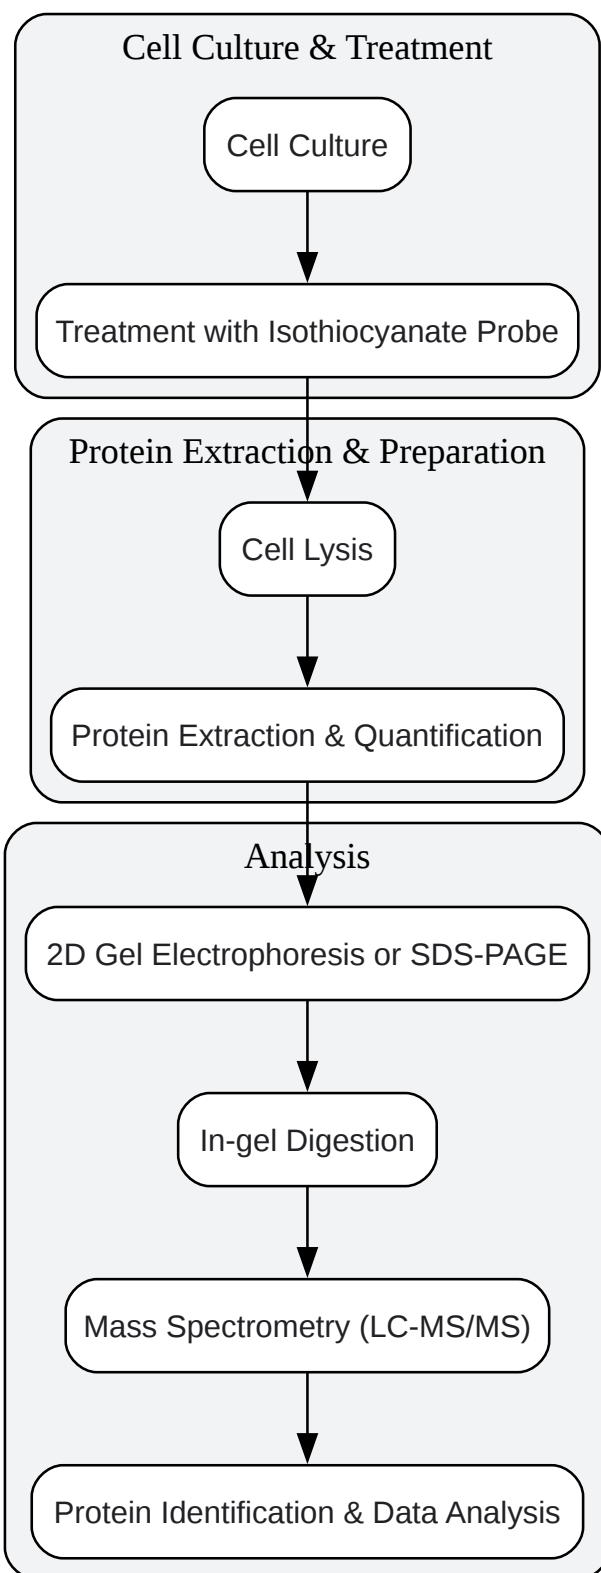 Cell Culture & Treatment
Cell Culture
Treatment with Isothiocyanate Probe
Protein Extraction & Preparation
Cell Lysis
Protein Extraction & Quantification
Analysis
2D Gel Electrophoresis or SDS-PAGE
In-gel Digestion
Mass Spectrometry (LC-MS/MS)
Protein Identification & Data Analysis